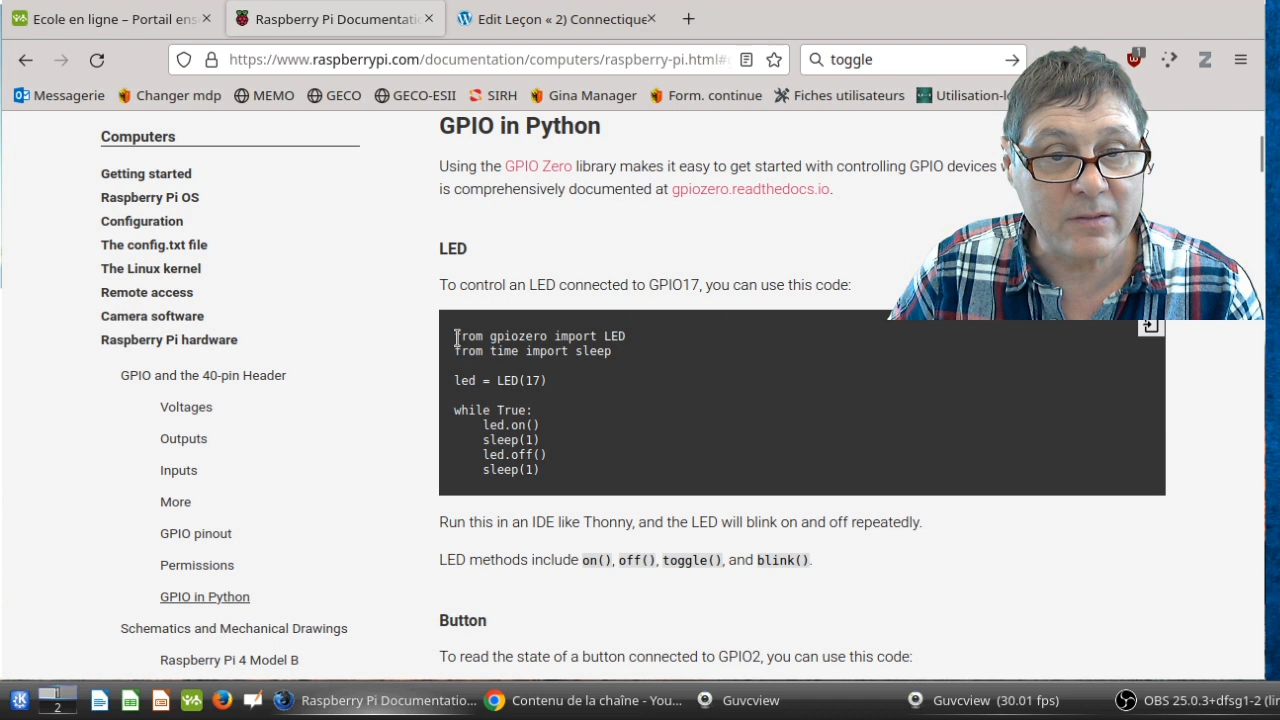 Ecole en ligne – Portail ens
Raspberry Pi Documentati
Edit Leçon « 2) Connectique
https://www.raspberrypi.com/documentation/computers/raspberry-pi.html#
toggle
1
Messagerie
Changer mdp
MEMO
GECO
GECO-ESII
SIRH
Gina Manager
Form. continue
Fiches utilisateurs
Computers
Getting started
Raspberry Pi OS
Configuration
The config.txt file
The Linux kernel
Remote access
Camera software
Raspberry Pi hardware
GPIO and the 40-pin Header
Voltages
Outputs
Inputs
More
GPIO pinout
Permissions
GPIO in Python
Schematics and Mechanical Drawings
Raspberry Pi 4 Model B
GPIO in Python
Using the GPIO Zero library makes it easy to get started with controlling GPIO devices
is comprehensively documented at gpiozero.readthedocs.io.
LED
To control an LED connected to GPIO17, you can use this code:
from gpiozero import LED
from time import sleep
led = LED(17)
while True:
led.on()
sleep(1)
led.off()
sleep(1)
Run this in an IDE like Thonny, and the LED will blink on and off repeatedly.
LED methods include on(), off(), toggle(), and blink().
Button
To read the state of a button connected to GPIO2, you can use this code:
2
Raspberry Pi Documentatio...
Contenu de la chaîne - You...
Guvcview
Guvcview (30.01 fps)
OBS 25.0.3+dfsg1-2 (lin